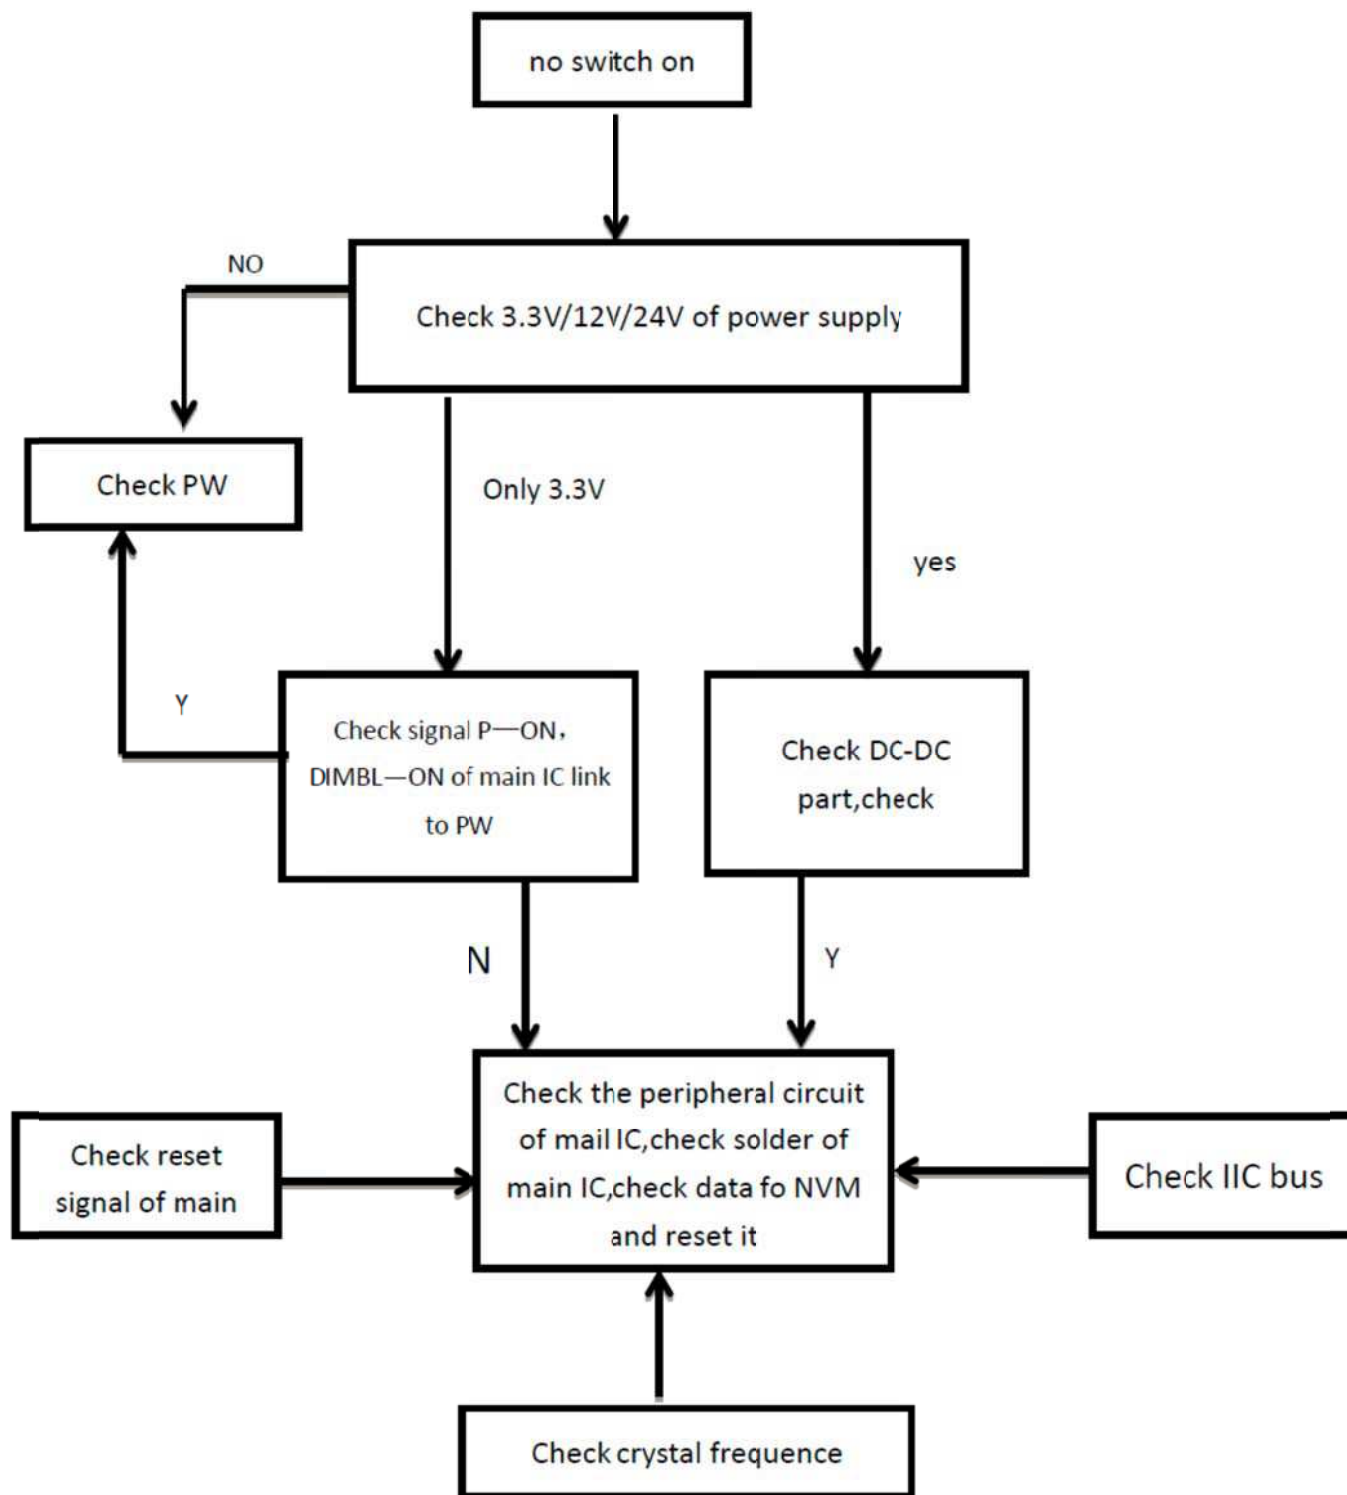 no switch on
NO
Check 3.3V/12V/24V of power supply
Check PW
Only 3.3V
yes
Y
Check signal P—ON，
DIMBL—ON of main IC link
to PW
Check DC-DC
part,check
N
Y
Check the peripheral circuit
of mail IC,check solder of
main IC,check data fo NVM
and reset it
Check reset
signal of main
Check IIC bus
Check crystal frequence